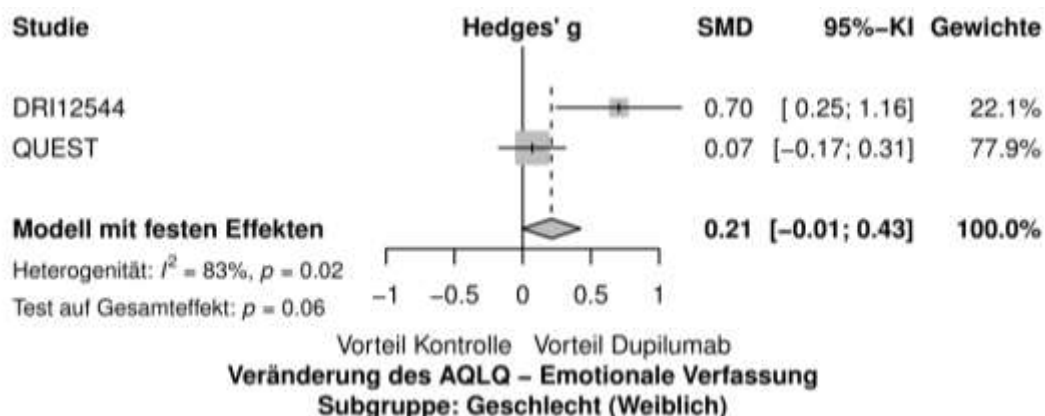 Studie Hedges' g SMD 95%−KI Gewichte
DRI12544 0.70 [ 0.25; 1.16] 22.1%
QUEST 0.07 [−0.17; 0.31] 77.9%
Modell mit festen Effekten 0.21 [−0.01; 0.43] 100.0%
Heterogenität: I² = 83%, p = 0.02
Test auf Gesamteffekt: p = 0.06
−1 −0.5 0 0.5 1
Vorteil Kontrolle Vorteil Dupilumab
Veränderung des AQLQ − Emotionale Verfassung
Subgruppe: Geschlecht (Weiblich)